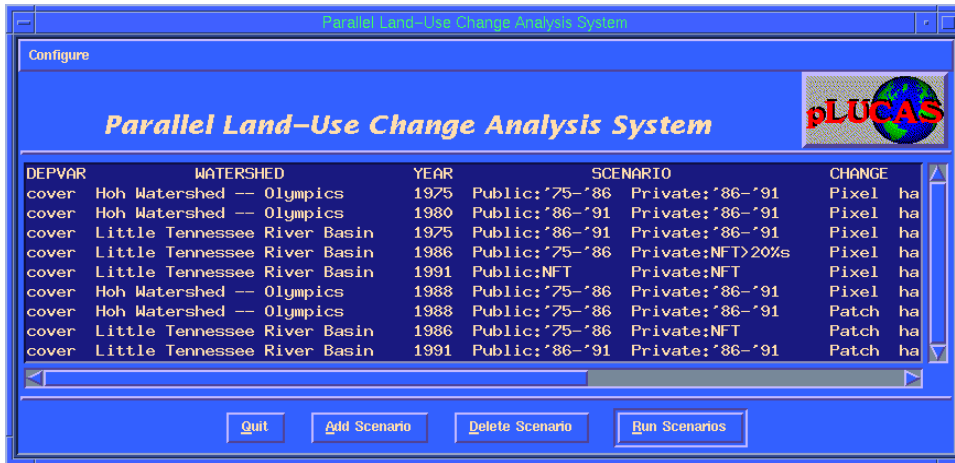 Parallel Land-Use Change Analysis System
Configure
Parallel Land-Use Change Analysis System
pLUCAS
DEPVAR WATERSHED YEAR SCENARIO CHANGE
cover Hoh Watershed -- Olympics 1975 Public:'75-'86 Private:'86-'91 Pixel ha
cover Hoh Watershed -- Olympics 1980 Public:'86-'91 Private:'86-'91 Pixel ha
cover Little Tennessee River Basin 1975 Public:'86-'91 Private:'86-'91 Pixel ha
cover Little Tennessee River Basin 1986 Public:'75-'86 Private:NFT>20%s Pixel ha
cover Little Tennessee River Basin 1991 Public:NFT Private:NFT Pixel ha
cover Hoh Watershed -- Olympics 1988 Public:'75-'86 Private:'86-'91 Pixel ha
cover Hoh Watershed -- Olympics 1988 Public:'75-'86 Private:'86-'91 Patch ha
cover Little Tennessee River Basin 1986 Public:'75-'86 Private:NFT Patch ha
cover Little Tennessee River Basin 1991 Public:'86-'91 Private:'86-'91 Patch ha
Quit Add Scenario Delete Scenario Run Scenarios